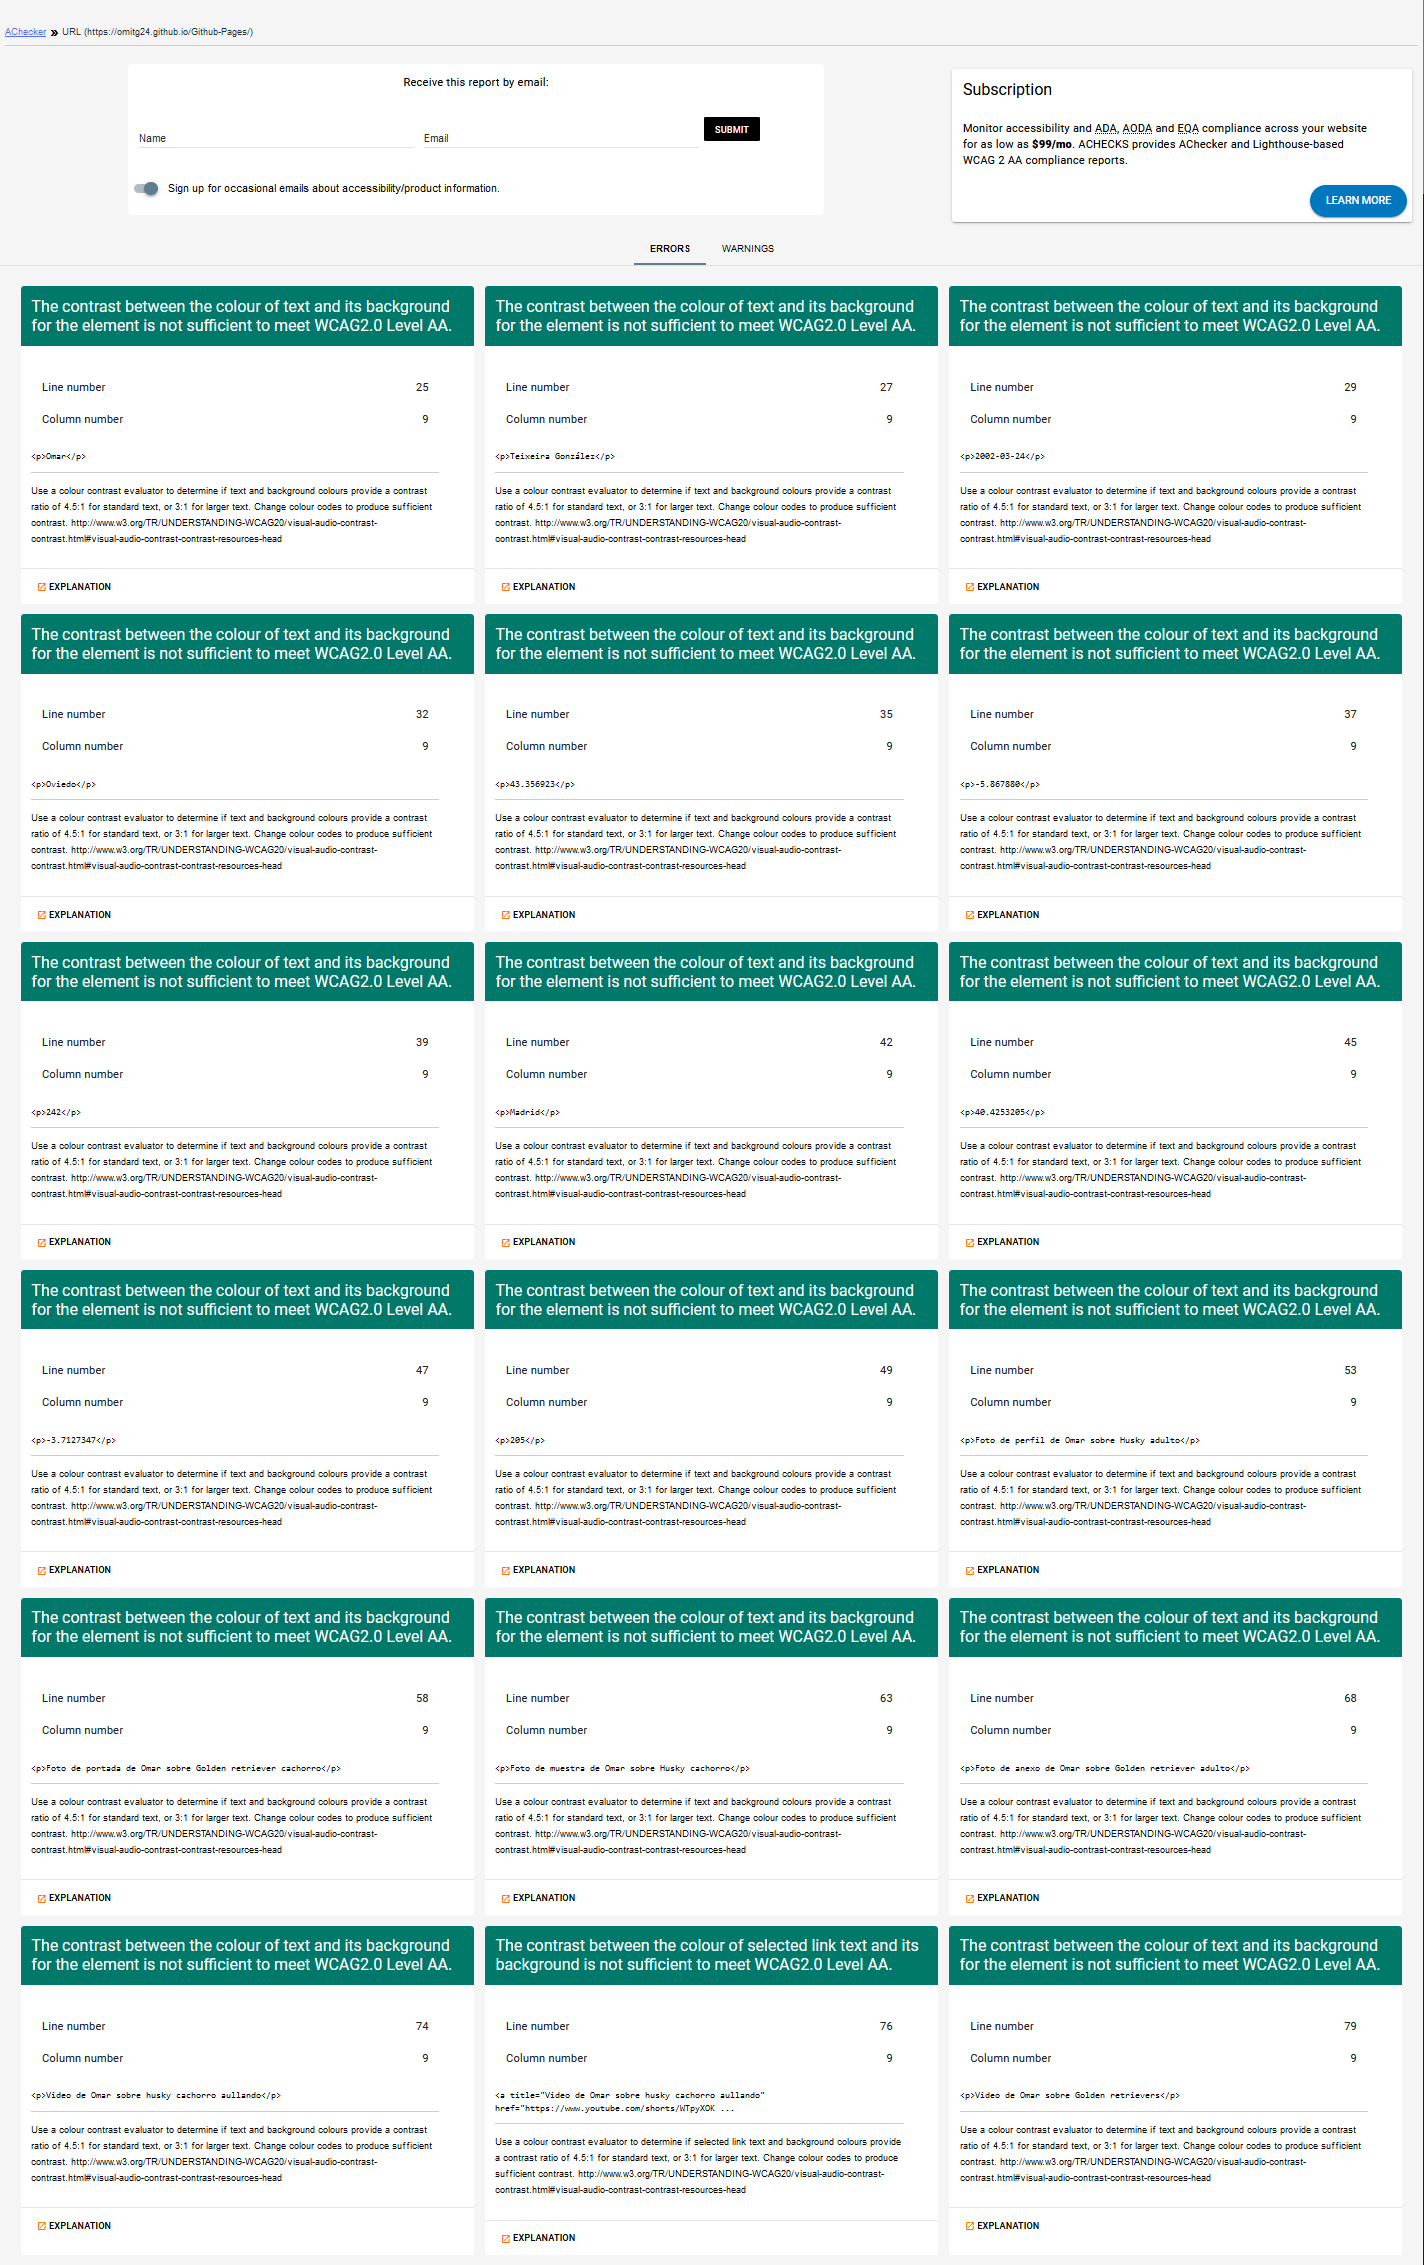 AChecker » URL (https://omitg24.github.io/Github-Pages/)
Receive this report by email:
Name
Email
SUBMIT
Sign up for occasional emails about accessibility/product information.
Subscription
Monitor accessibility and ADA, AODA and EQA compliance across your website
for as low as $99/mo. ACHECKS provides AChecker and Lighthouse-based
WCAG 2 AA compliance reports.
LEARN MORE
ERRORS
WARNINGS
The contrast between the colour of text and its background
for the element is not sufficient to meet WCAG2.0 Level AA.
Line number 25
Column number 9
<p>Omar</p>
Use a colour contrast evaluator to determine if text and background colours provide a contrast
ratio of 4.5:1 for standard text, or 3:1 for larger text. Change colour codes to produce sufficient
contrast. http://www.w3.org/TR/UNDERSTANDING-WCAG20/visual-audio-contrast-
contrast.html#visual-audio-contrast-contrast-resources-head
EXPLANATION
The contrast between the colour of text and its background
for the element is not sufficient to meet WCAG2.0 Level AA.
Line number 27
Column number 9
<p>Teixeira González</p>
Use a colour contrast evaluator to determine if text and background colours provide a contrast
ratio of 4.5:1 for standard text, or 3:1 for larger text. Change colour codes to produce sufficient
contrast. http://www.w3.org/TR/UNDERSTANDING-WCAG20/visual-audio-contrast-
contrast.html#visual-audio-contrast-contrast-resources-head
EXPLANATION
The contrast between the colour of text and its background
for the element is not sufficient to meet WCAG2.0 Level AA.
Line number 29
Column number 9
<p>2002-03-24</p>
Use a colour contrast evaluator to determine if text and background colours provide a contrast
ratio of 4.5:1 for standard text, or 3:1 for larger text. Change colour codes to produce sufficient
contrast. http://www.w3.org/TR/UNDERSTANDING-WCAG20/visual-audio-contrast-
contrast.html#visual-audio-contrast-contrast-resources-head
EXPLANATION
The contrast between the colour of text and its background
for the element is not sufficient to meet WCAG2.0 Level AA.
Line number 32
Column number 9
<p>Oviedo</p>
Use a colour contrast evaluator to determine if text and background colours provide a contrast
ratio of 4.5:1 for standard text, or 3:1 for larger text. Change colour codes to produce sufficient
contrast. http://www.w3.org/TR/UNDERSTANDING-WCAG20/visual-audio-contrast-
contrast.html#visual-audio-contrast-contrast-resources-head
EXPLANATION
The contrast between the colour of text and its background
for the element is not sufficient to meet WCAG2.0 Level AA.
Line number 35
Column number 9
<p>43.356923</p>
Use a colour contrast evaluator to determine if text and background colours provide a contrast
ratio of 4.5:1 for standard text, or 3:1 for larger text. Change colour codes to produce sufficient
contrast. http://www.w3.org/TR/UNDERSTANDING-WCAG20/visual-audio-contrast-
contrast.html#visual-audio-contrast-contrast-resources-head
EXPLANATION
The contrast between the colour of text and its background
for the element is not sufficient to meet WCAG2.0 Level AA.
Line number 37
Column number 9
<p>-5.867880</p>
Use a colour contrast evaluator to determine if text and background colours provide a contrast
ratio of 4.5:1 for standard text, or 3:1 for larger text. Change colour codes to produce sufficient
contrast. http://www.w3.org/TR/UNDERSTANDING-WCAG20/visual-audio-contrast-
contrast.html#visual-audio-contrast-contrast-resources-head
EXPLANATION
The contrast between the colour of text and its background
for the element is not sufficient to meet WCAG2.0 Level AA.
Line number 39
Column number 9
<p>242</p>
Use a colour contrast evaluator to determine if text and background colours provide a contrast
ratio of 4.5:1 for standard text, or 3:1 for larger text. Change colour codes to produce sufficient
contrast. http://www.w3.org/TR/UNDERSTANDING-WCAG20/visual-audio-contrast-
contrast.html#visual-audio-contrast-contrast-resources-head
EXPLANATION
The contrast between the colour of text and its background
for the element is not sufficient to meet WCAG2.0 Level AA.
Line number 42
Column number 9
<p>Madrid</p>
Use a colour contrast evaluator to determine if text and background colours provide a contrast
ratio of 4.5:1 for standard text, or 3:1 for larger text. Change colour codes to produce sufficient
contrast. http://www.w3.org/TR/UNDERSTANDING-WCAG20/visual-audio-contrast-
contrast.html#visual-audio-contrast-contrast-resources-head
EXPLANATION
The contrast between the colour of text and its background
for the element is not sufficient to meet WCAG2.0 Level AA.
Line number 45
Column number 9
<p>40.4253205</p>
Use a colour contrast evaluator to determine if text and background colours provide a contrast
ratio of 4.5:1 for standard text, or 3:1 for larger text. Change colour codes to produce sufficient
contrast. http://www.w3.org/TR/UNDERSTANDING-WCAG20/visual-audio-contrast-
contrast.html#visual-audio-contrast-contrast-resources-head
EXPLANATION
The contrast between the colour of text and its background
for the element is not sufficient to meet WCAG2.0 Level AA.
Line number 47
Column number 9
<p>-3.7127347</p>
Use a colour contrast evaluator to determine if text and background colours provide a contrast
ratio of 4.5:1 for standard text, or 3:1 for larger text. Change colour codes to produce sufficient
contrast. http://www.w3.org/TR/UNDERSTANDING-WCAG20/visual-audio-contrast-
contrast.html#visual-audio-contrast-contrast-resources-head
EXPLANATION
The contrast between the colour of text and its background
for the element is not sufficient to meet WCAG2.0 Level AA.
Line number 49
Column number 9
<p>205</p>
Use a colour contrast evaluator to determine if text and background colours provide a contrast
ratio of 4.5:1 for standard text, or 3:1 for larger text. Change colour codes to produce sufficient
contrast. http://www.w3.org/TR/UNDERSTANDING-WCAG20/visual-audio-contrast-
contrast.html#visual-audio-contrast-contrast-resources-head
EXPLANATION
The contrast between the colour of text and its background
for the element is not sufficient to meet WCAG2.0 Level AA.
Line number 53
Column number 9
<p>Foto de perfil de Omar sobre Husky adulto</p>
Use a colour contrast evaluator to determine if text and background colours provide a contrast
ratio of 4.5:1 for standard text, or 3:1 for larger text. Change colour codes to produce sufficient
contrast. http://www.w3.org/TR/UNDERSTANDING-WCAG20/visual-audio-contrast-
contrast.html#visual-audio-contrast-contrast-resources-head
EXPLANATION
The contrast between the colour of text and its background
for the element is not sufficient to meet WCAG2.0 Level AA.
Line number 58
Column number 9
<p>Foto de portada de Omar sobre Golden retriever cachorro</p>
Use a colour contrast evaluator to determine if text and background colours provide a contrast
ratio of 4.5:1 for standard text, or 3:1 for larger text. Change colour codes to produce sufficient
contrast. http://www.w3.org/TR/UNDERSTANDING-WCAG20/visual-audio-contrast-
contrast.html#visual-audio-contrast-contrast-resources-head
EXPLANATION
The contrast between the colour of text and its background
for the element is not sufficient to meet WCAG2.0 Level AA.
Line number 63
Column number 9
<p>Foto de muestra de Omar sobre Husky cachorro</p>
Use a colour contrast evaluator to determine if text and background colours provide a contrast
ratio of 4.5:1 for standard text, or 3:1 for larger text. Change colour codes to produce sufficient
contrast. http://www.w3.org/TR/UNDERSTANDING-WCAG20/visual-audio-contrast-
contrast.html#visual-audio-contrast-contrast-resources-head
EXPLANATION
The contrast between the colour of text and its background
for the element is not sufficient to meet WCAG2.0 Level AA.
Line number 68
Column number 9
<p>Foto de anexo de Omar sobre Golden retriever adulto</p>
Use a colour contrast evaluator to determine if text and background colours provide a contrast
ratio of 4.5:1 for standard text, or 3:1 for larger text. Change colour codes to produce sufficient
contrast. http://www.w3.org/TR/UNDERSTANDING-WCAG20/visual-audio-contrast-
contrast.html#visual-audio-contrast-contrast-resources-head
EXPLANATION
The contrast between the colour of text and its background
for the element is not sufficient to meet WCAG2.0 Level AA.
Line number 74
Column number 9
<p>Video de Omar sobre husky cachorro aullando</p>
Use a colour contrast evaluator to determine if text and background colours provide a contrast
ratio of 4.5:1 for standard text, or 3:1 for larger text. Change colour codes to produce sufficient
contrast. http://www.w3.org/TR/UNDERSTANDING-WCAG20/visual-audio-contrast-
contrast.html#visual-audio-contrast-contrast-resources-head
EXPLANATION
The contrast between the colour of selected link text and its
background is not sufficient to meet WCAG2.0 Level AA.
Line number 76
Column number 9
<a title="Video de Omar sobre husky cachorro aullando"
href="https://www.youtube.com/shorts/WTpyXOK ...
Use a colour contrast evaluator to determine if selected link text and background colours provide
a contrast ratio of 4.5:1 for standard text, or 3:1 for larger text. Change colour codes to produce
sufficient contrast. http://www.w3.org/TR/UNDERSTANDING-WCAG20/visual-audio-contrast-
contrast.html#visual-audio-contrast-contrast-resources-head
EXPLANATION
The contrast between the colour of text and its background
for the element is not sufficient to meet WCAG2.0 Level AA.
Line number 79
Column number 9
<p>Video de Omar sobre Golden retrievers</p>
Use a colour contrast evaluator to determine if text and background colours provide a contrast
ratio of 4.5:1 for standard text, or 3:1 for larger text. Change colour codes to produce sufficient
contrast. http://www.w3.org/TR/UNDERSTANDING-WCAG20/visual-audio-contrast-
contrast.html#visual-audio-contrast-contrast-resources-head
EXPLANATION